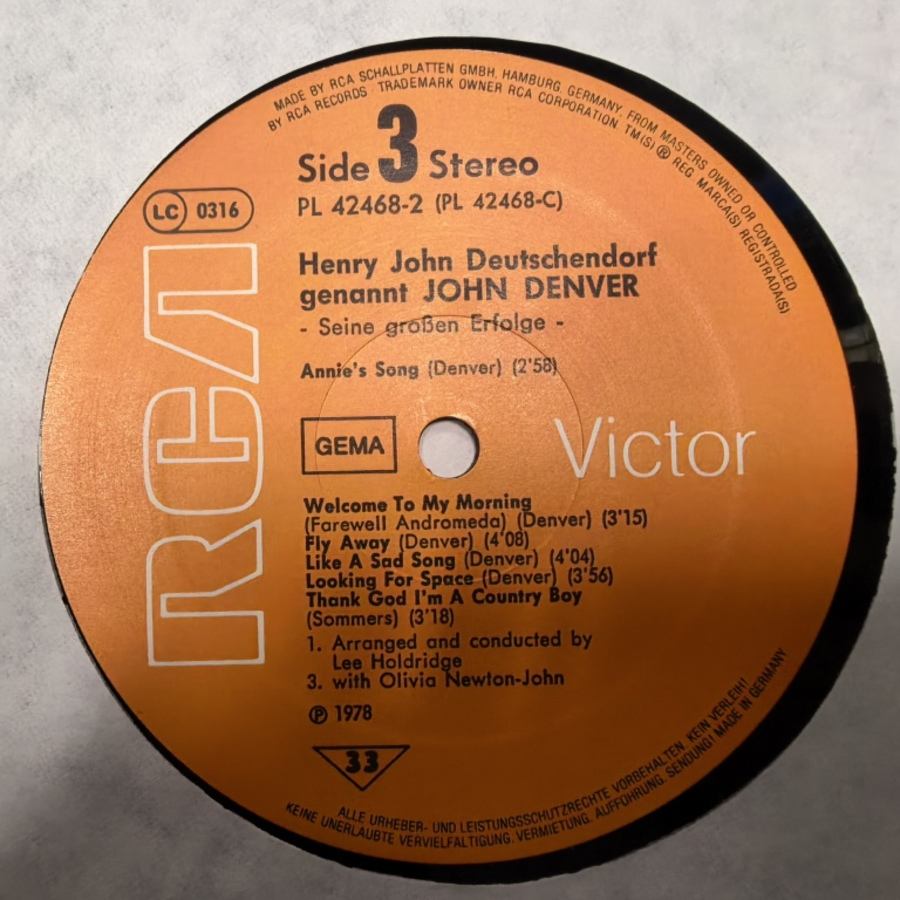 MADE BY RCA SCHALLPLATTEN GMBH, HAMBURG, GERMANY, FROM MASTERS OWNED OR CONTROLLED
BY RCA RECORDS · TRADEMARK OWNER RCA CORPORATION. TM(S) ® REG. MARCA(S) REGISTRADA(S)
Side 3 Stereo
PL 42468-2 (PL 42468-C)
LC 0316
Henry John Deutschendorf
genannt JOHN DENVER
- Seine großen Erfolge -
Annie's Song (Denver) (2'58)
RCA
GEMA
Victor
Welcome To My Morning
(Farewell Andromeda) (Denver) (3'15)
Fly Away (Denver) (4'08)
Like A Sad Song (Denver) (4'04)
Looking For Space (Denver) (3'56)
Thank God I'm A Country Boy
(Sommers) (3'18)
1. Arranged and conducted by
Lee Holdridge
3. with Olivia Newton-John
℗ 1978
33
ALLE URHEBER- UND LEISTUNGSSCHUTZRECHTE VORBEHALTEN. KEIN VERLEIH!
KEINE UNERLAUBTE VERVIELFALTIGUNG, VERMIETUNG, AUFFÜHRUNG, SENDUNG! MADE IN GERMANY